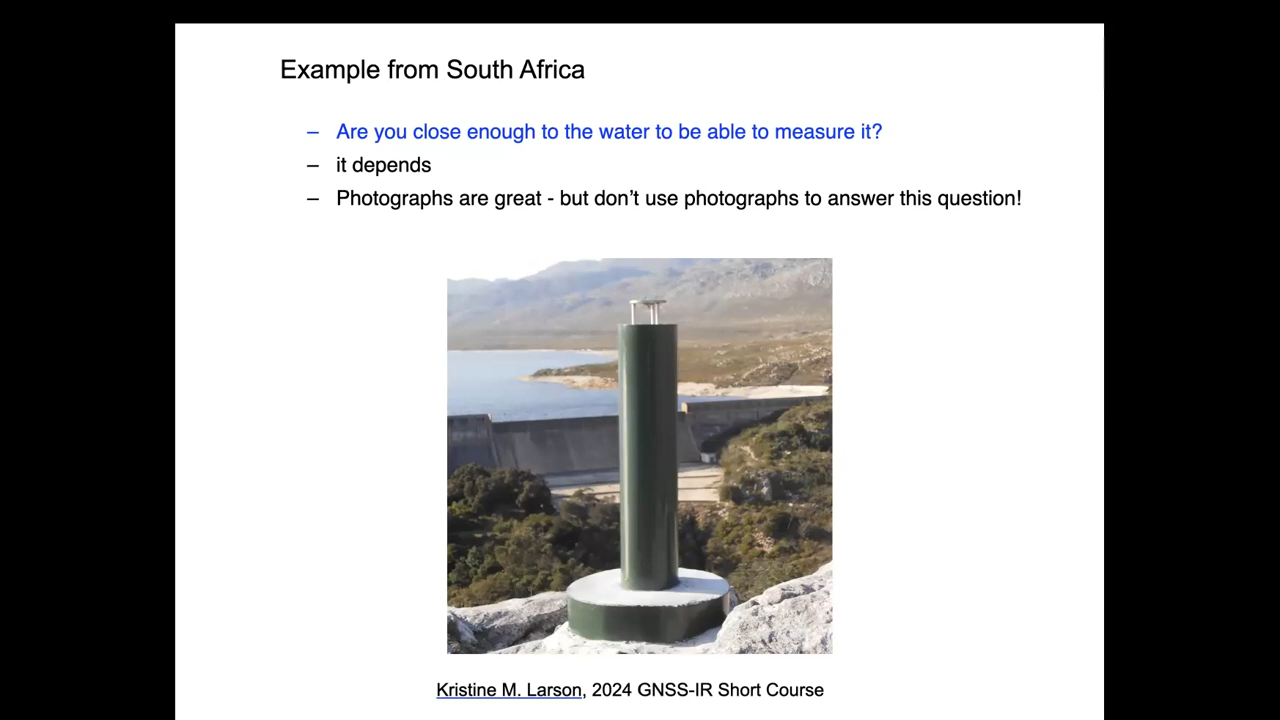 Example from South Africa
– Are you close enough to the water to be able to measure it?
– it depends
– Photographs are great - but don’t use photographs to answer this question!
Kristine M. Larson, 2024 GNSS-IR Short Course